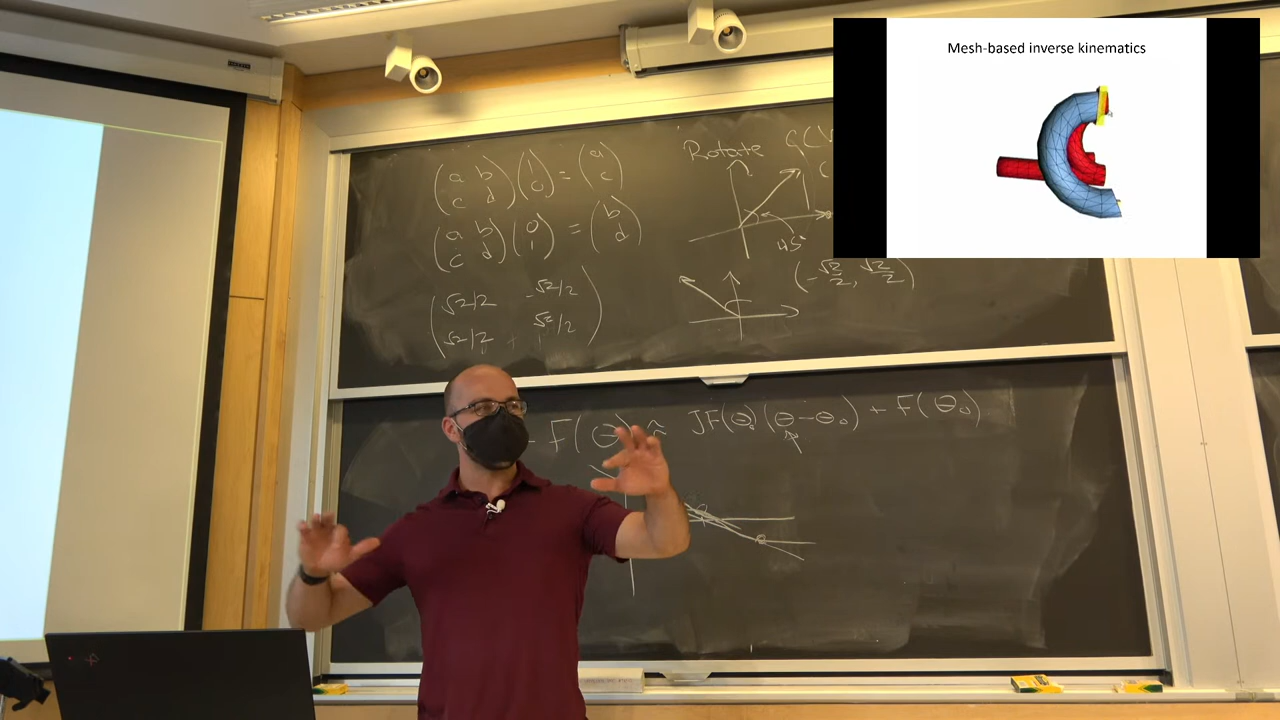 Mesh-based inverse kinematics
(a b
c d) (1
0) = (a
c)
(a b
c d) (0
1) = (b
d)
(√2/2 -√2/2
√2/2 √2/2)
Rotate
45°
(-√2/2, √2/2)
F(θ) ≈ JF(θ₀)(θ-θ₀) + F(θ₀)